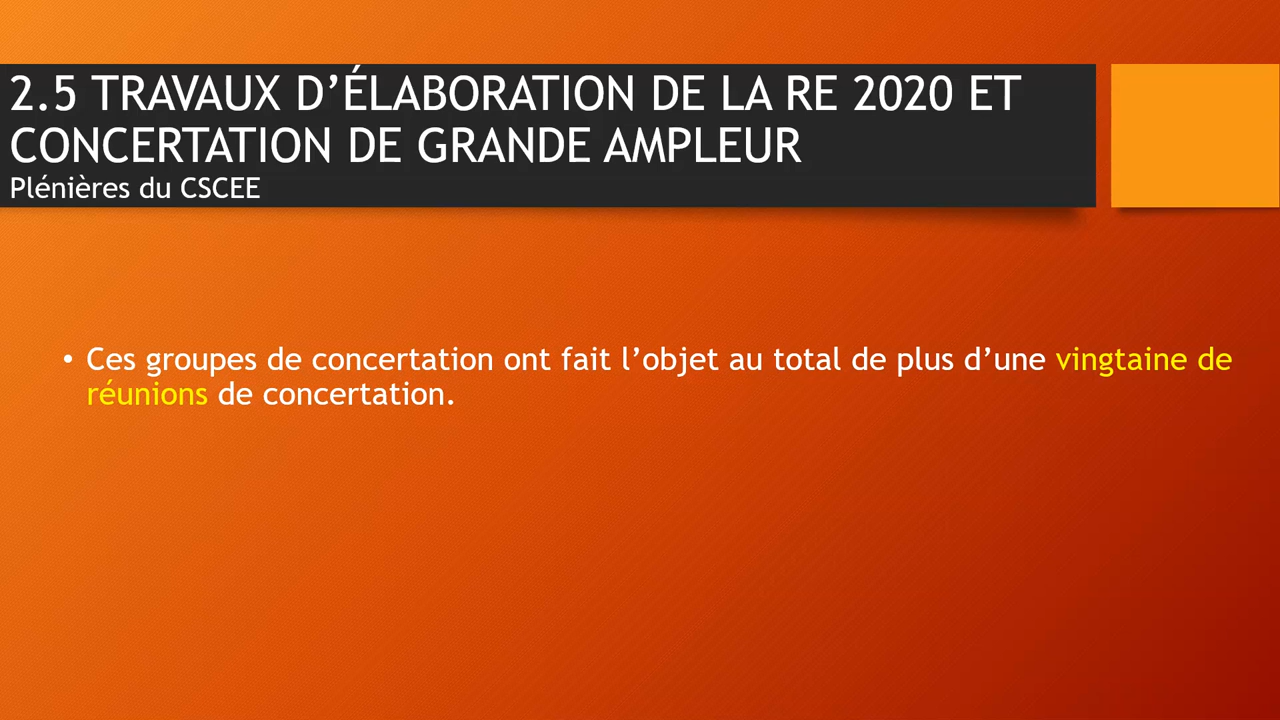 2.5 TRAVAUX D’ÉLABORATION DE LA RE 2020 ET
CONCERTATION DE GRANDE AMPLEUR
Plénières du CSCEE
• Ces groupes de concertation ont fait l’objet au total de plus d’une vingtaine de
réunions de concertation.